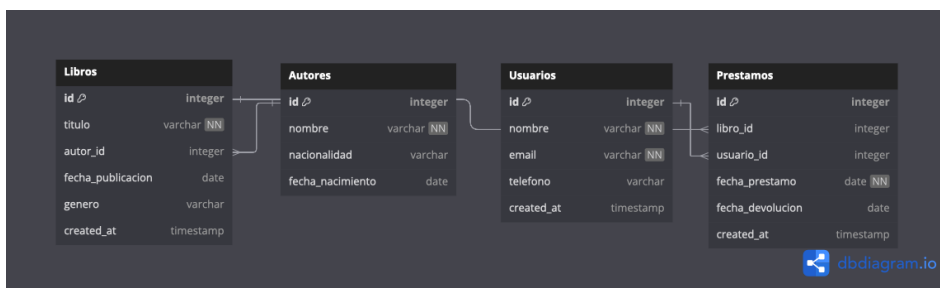 Libros
id integer
titulo varchar NN
autor_id integer
fecha_publicacion date
genero varchar
created_at timestamp
Autores
id integer
nombre varchar NN
nacionalidad varchar
fecha_nacimiento date
Usuarios
id integer
nombre varchar NN
email varchar NN
telefono varchar
created_at timestamp
Prestamos
id integer
libro_id integer
usuario_id integer
fecha_prestamo date NN
fecha_devolucion date
created_at timestamp
dbdiagram.io